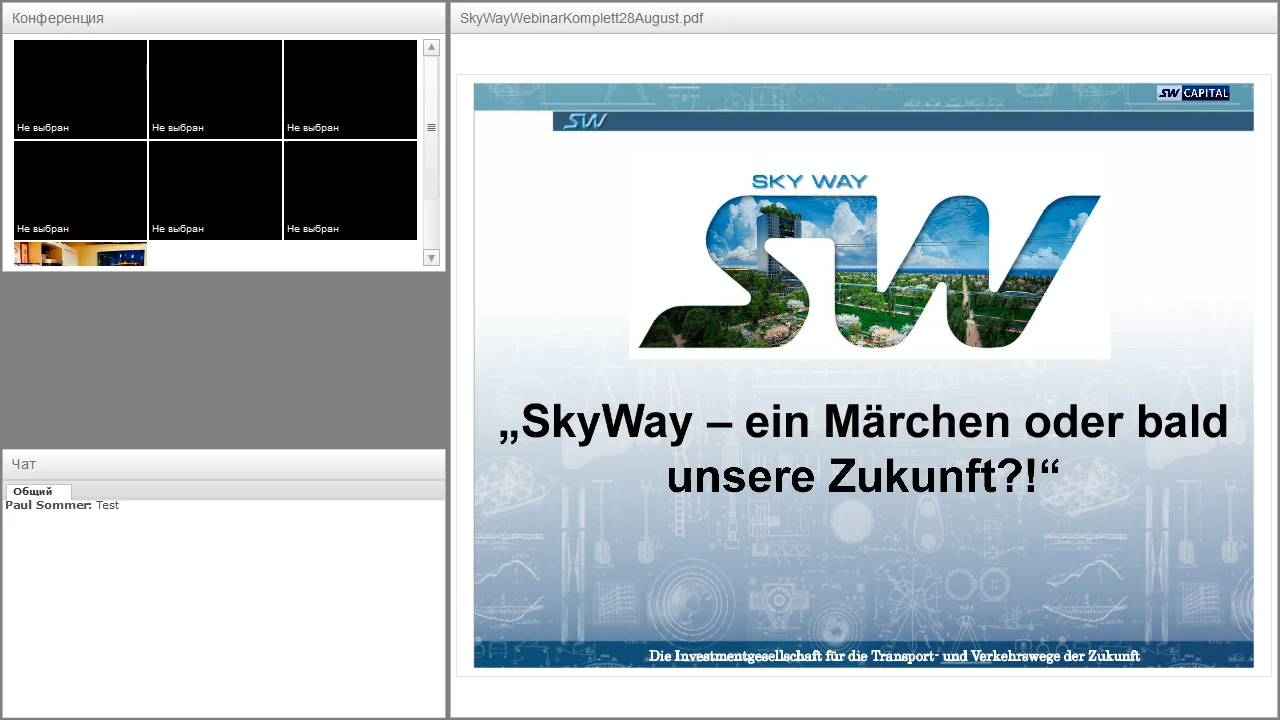 Конференция
Не выбран
Не выбран
Не выбран
Не выбран
Не выбран
Не выбран
Чат
Общий
Paul Sommer: Test
SkyWayWebinarKomplett28August.pdf
SW CAPITAL
SW
SKY WAY
SW
„SkyWay – ein Märchen oder bald
unsere Zukunft?!“
Die Investmentgesellschaft für die Transport- und Verkehrswege der Zukunft